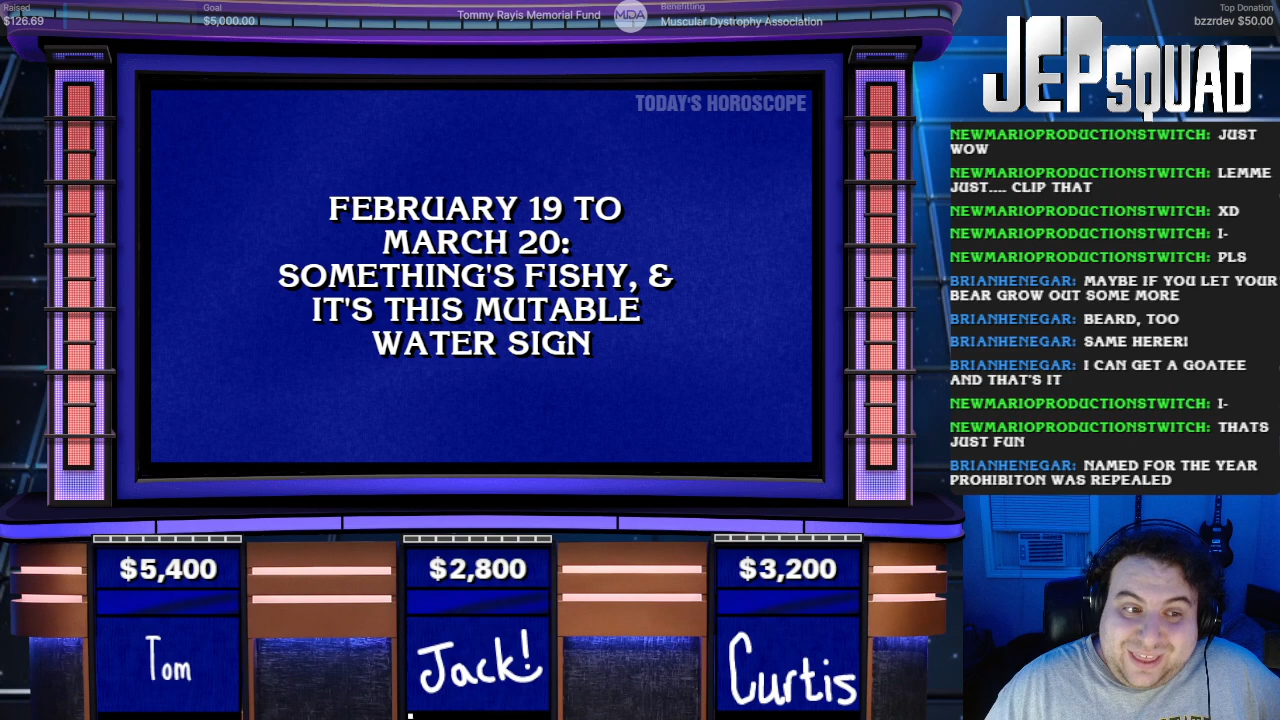 Raised
$126.69
Goal
$5,000.00
Tommy Rayis Memorial Fund
MDA
Benefitting
Muscular Dystrophy Association
Top Donation
bzzrdev $50.00
JEPSQUAD
TODAY'S HOROSCOPE
FEBRUARY 19 TO
MARCH 20:
SOMETHING'S FISHY, &
IT'S THIS MUTABLE
WATER SIGN
NEWMARIOPRODUCTIONSTWITCH: JUST
WOW
NEWMARIOPRODUCTIONSTWITCH: LEMME
JUST.... CLIP THAT
NEWMARIOPRODUCTIONSTWITCH: XD
NEWMARIOPRODUCTIONSTWITCH: I-
NEWMARIOPRODUCTIONSTWITCH: PLS
BRIANHENEGAR: MAYBE IF YOU LET YOUR
BEAR GROW OUT SOME MORE
BRIANHENEGAR: BEARD, TOO
BRIANHENEGAR: SAME HERER!
BRIANHENEGAR: I CAN GET A GOATEE
AND THAT'S IT
NEWMARIOPRODUCTIONSTWITCH: I-
NEWMARIOPRODUCTIONSTWITCH: THATS
JUST FUN
BRIANHENEGAR: NAMED FOR THE YEAR
PROHIBITON WAS REPEALED
$5,400
$2,800
$3,200
Tom
Jack!
Curtis